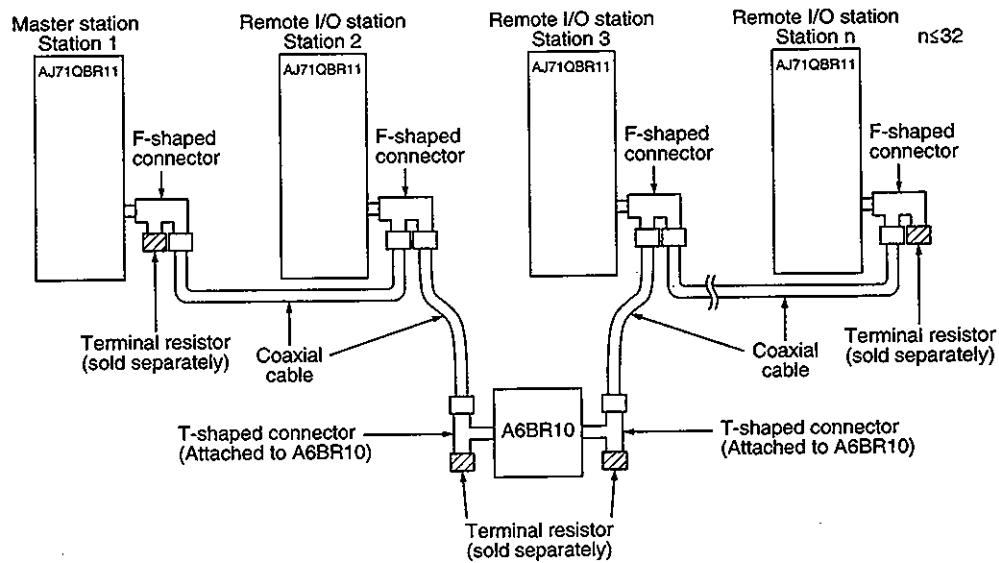 Master station
Station 1
Remote I/O station
Station 2
Remote I/O station
Station 3
Remote I/O station
Station n
n≤32
AJ71QBR11
AJ71QBR11
AJ71QBR11
AJ71QBR11
F-shaped
connector
F-shaped
connector
F-shaped
connector
F-shaped
connector
Terminal resistor
(sold separately)
Coaxial
cable
Coaxial
cable
Terminal resistor
(sold separately)
T-shaped connector
(Attached to A6BR10)
A6BR10
T-shaped connector
(Attached to A6BR10)
Terminal resistor
(sold separately)